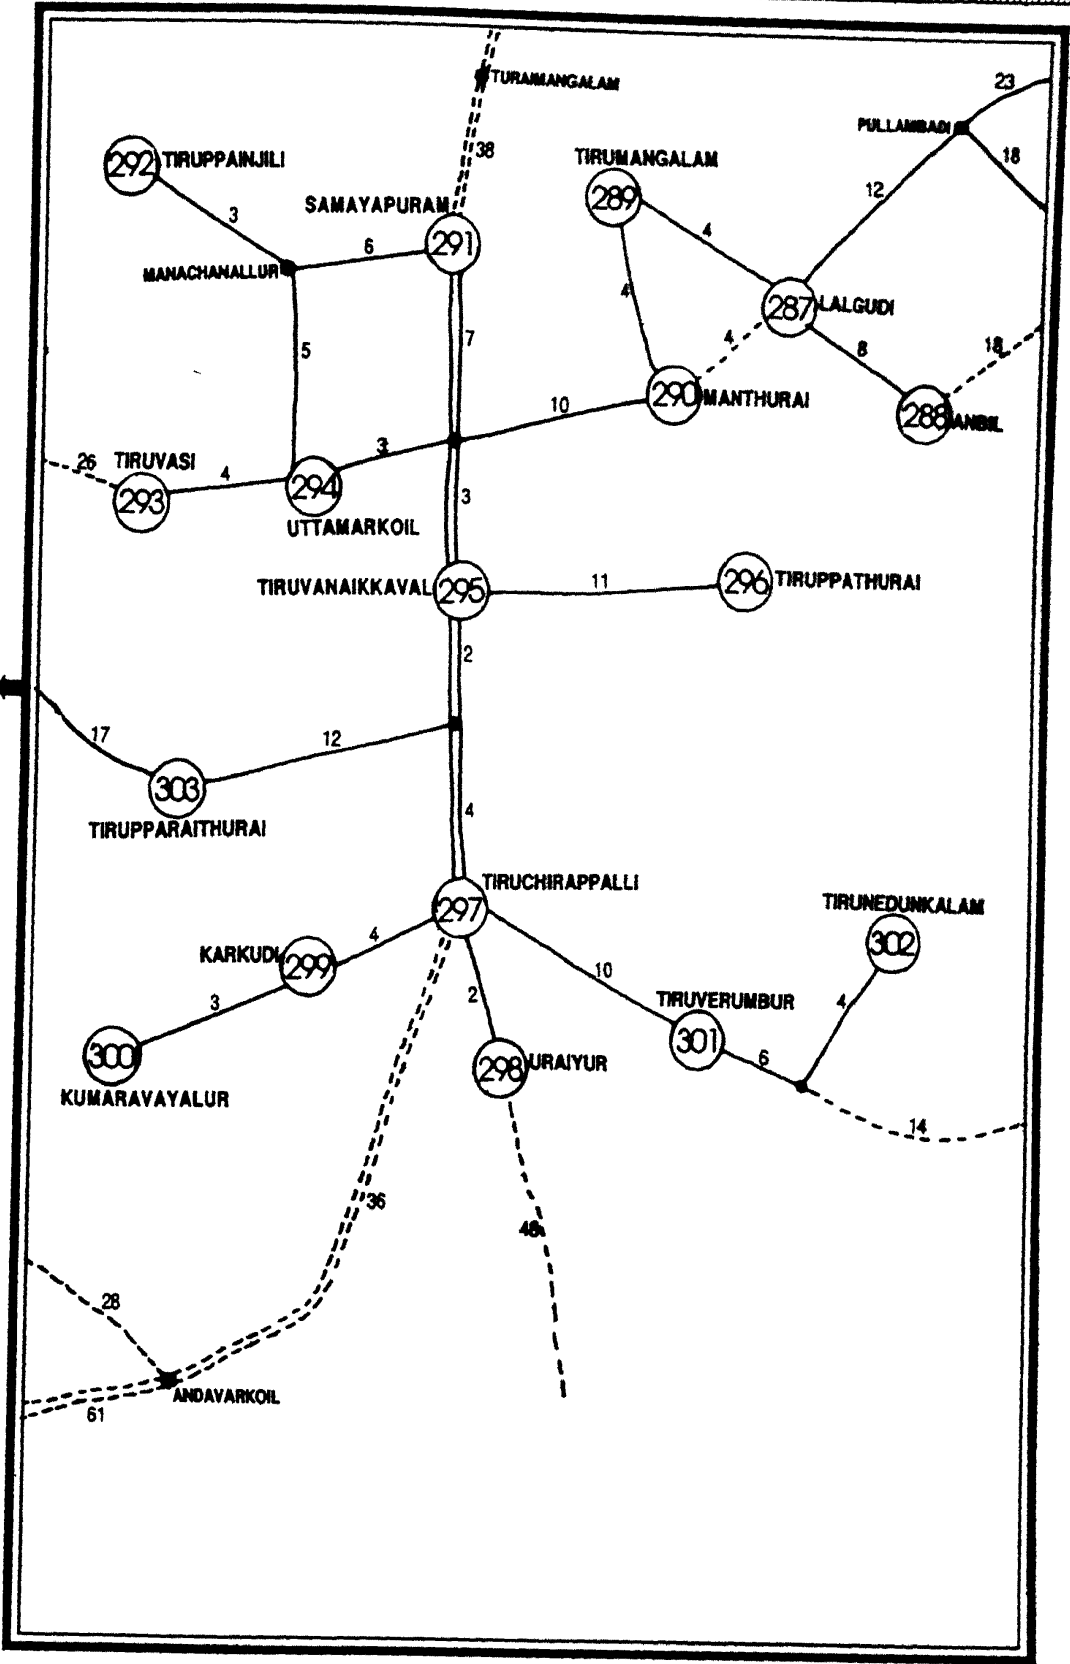 TURAIMANGALAM
23
PULLAMBADI
38
TIRUMANGALAM
18
292 TIRUPPAINJILI
289
12
SAMAYAPURAM
3
4
6
291
MANACHANALLUR
4
287 LALGUDI
5
7
4
8
18
290 MANTHURAI
10
288 ANBIL
3
26
TIRUVASI
4
294
3
293
UTTAMARKOIL
TIRUVANAIKKAVAL 295
11
296 TIRUPPATHURAI
2
17
12
303
4
TIRUPPARAITHURAI
TIRUCHIRAPPALLI
297
TIRUNEDUNKALAM
4
302
KARKUDI 299
10
3
2
TIRUVERUMBUR
4
301
300
6
298 URAIYUR
KUMARAVAYALUR
14
36
28
ANDAVARKOIL
61